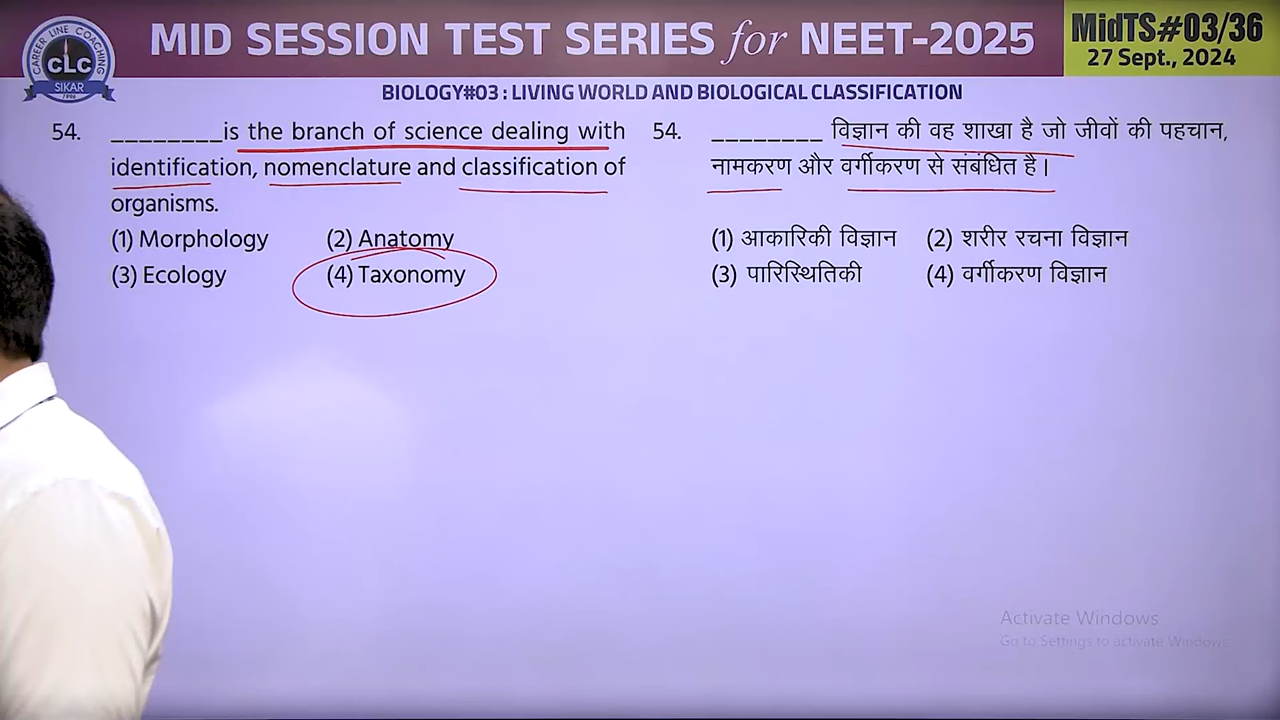 CAREER LINE COACHING
CLC
SIKAR
MID SESSION TEST SERIES for NEET-2025
MidTS#03/36
27 Sept., 2024
BIOLOGY#03 : LIVING WORLD AND BIOLOGICAL CLASSIFICATION
54. ________is the branch of science dealing with
identification, nomenclature and classification of
organisms.
(1) Morphology (2) Anatomy
(3) Ecology (4) Taxonomy
54. ________ विज्ञान की वह शाखा है जो जीवों की पहचान,
नामकरण और वर्गीकरण से संबंधित है।
(1) आकारिकी विज्ञान (2) शरीर रचना विज्ञान
(3) पारिस्थितिकी (4) वर्गीकरण विज्ञान
Activate Windows
Go to Settings to activate Windows